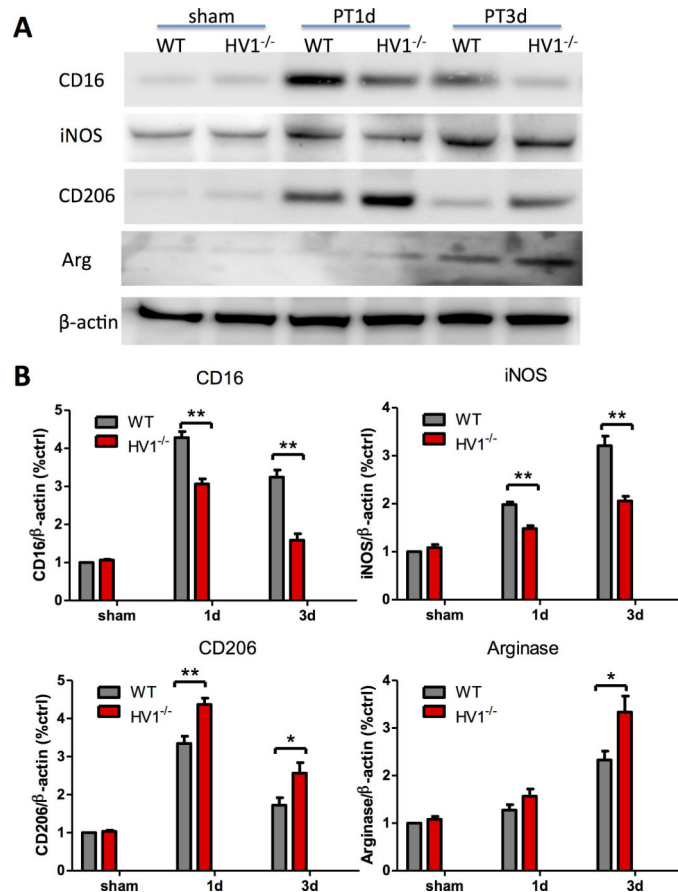 A
sham PT1d PT3d
WT HV1⁻/⁻ WT HV1⁻/⁻ WT HV1⁻/⁻
CD16
iNOS
CD206
Arg
β-actin
B
CD16
CD16/β-actin (%ctrl)
5
4
3
2
1
0
WT
HV1⁻/⁻
**
**
sham 1d 3d
iNOS
iNOS/β-actin (%ctrl)
4
3
2
1
0
WT
HV1⁻/⁻
**
**
sham 1d 3d
CD206
CD206/β-actin (%ctrl)
5
4
3
2
1
0
WT
HV1⁻/⁻
**
*
sham 1d 3d
Arginase
Arginase/β-actin (%ctrl)
4
3
2
1
0
WT
HV1⁻/⁻
*
sham 1d 3d